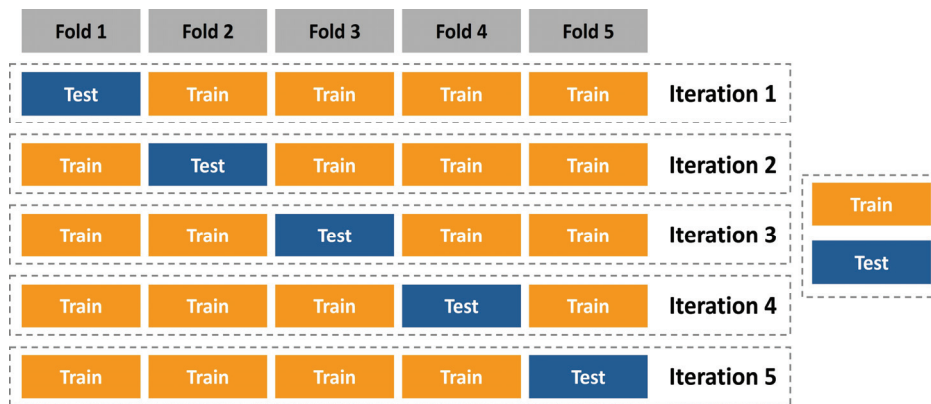 Fold 1 Fold 2 Fold 3 Fold 4 Fold 5
Test Train Train Train Train Iteration 1
Train Test Train Train Train Iteration 2
Train Train Test Train Train Iteration 3
Train Train Train Test Train Iteration 4
Train Train Train Train Test Iteration 5
Train
Test